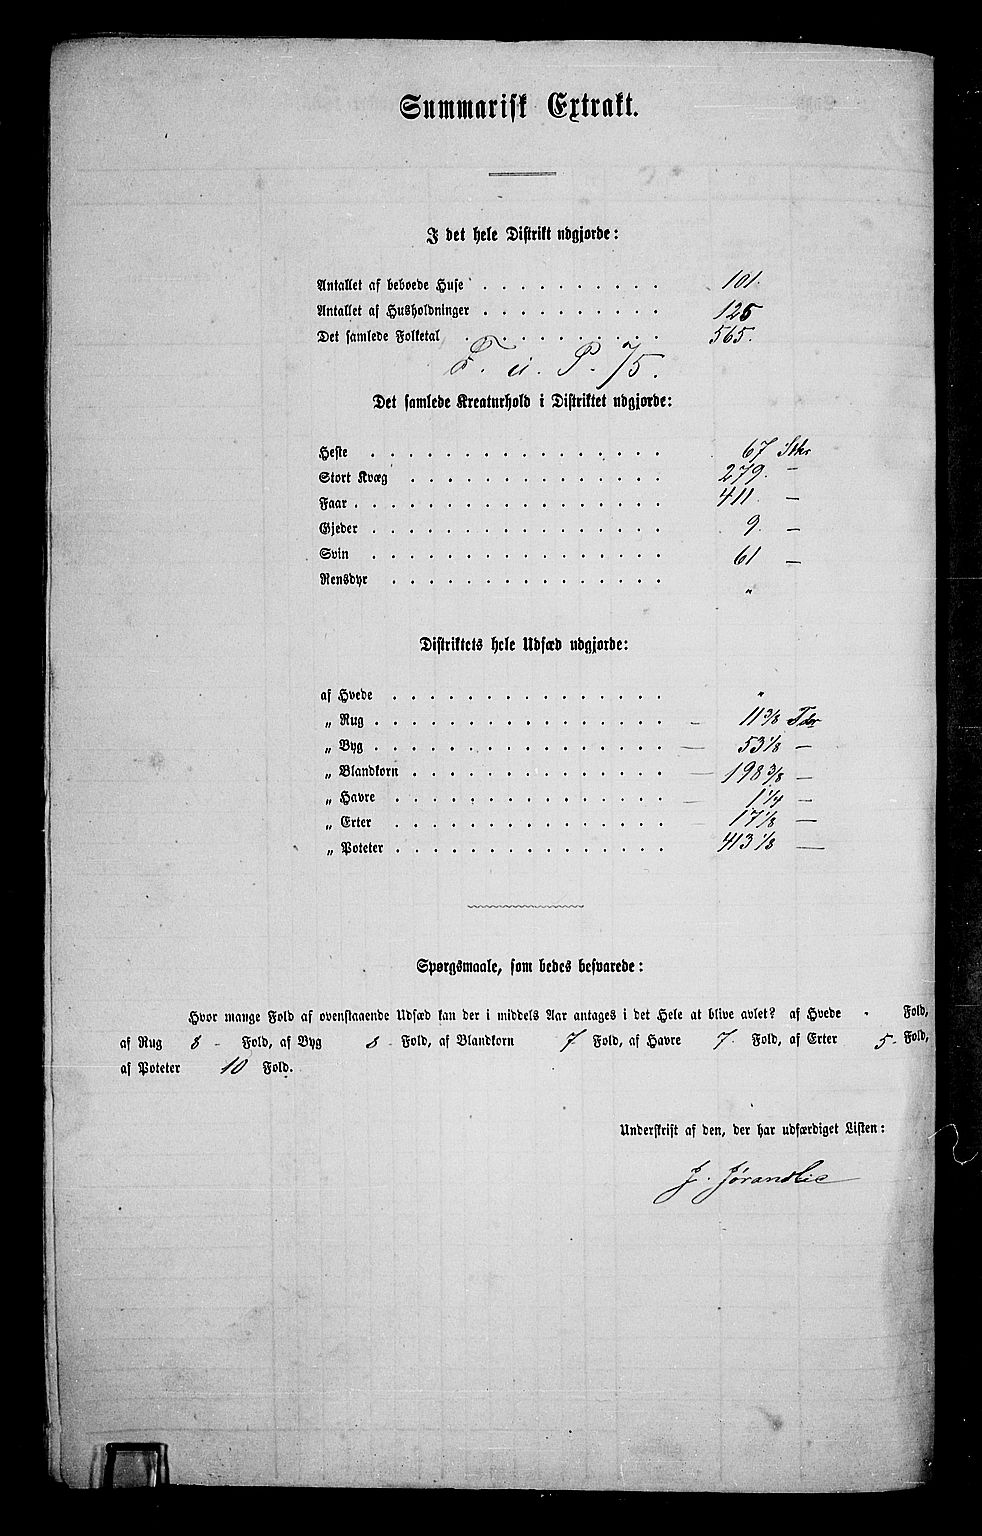 Summarisk Extrakt.
I det hele Distrikt udgjorde:
Antallet af beboede Huse . . . . . . . . . . 101.
Antallet af Husholdninger . . . . . . . . . . 125
Det samlede Folketal . . . . . . . . . . 565.
F. u. P. 75.
Det samlede Kreaturhold i Distriktet udgjorde:
Heste . . . . . . . . . . . . . . . . 67 Stkr
Stort Kvæg . . . . . . . . . . . . . . 279. —
Faar . . . . . . . . . . . . . . . . . 411 —
Gjeder . . . . . . . . . . . . . . . . 9. —
Svin . . . . . . . . . . . . . . . . 61 —
Rensdyr . . . . . . . . . . . . . . . "
Distriktets hele Udsæd udgjorde:
af Hvede . . . . . . . . . . . . . . . "
„ Rug . . . . . . . . . . . . . . . . — 11 3/8 Tdr
„ Byg . . . . . . . . . . . . . . . . — 53 1/8 —
„ Blandkorn . . . . . . . . . . . . . . — 198 3/8 —
„ Havre . . . . . . . . . . . . . . . — 1 1/4 —
„ Erter . . . . . . . . . . . . . . . 17 1/8 —
„ Poteter . . . . . . . . . . . . . . . 413 1/8 —
Spørgsmaale, som bedes besvarede:
Hvor mange Fold af ovenstaaende Udsæd kan der i middels Aar antages i det Hele at blive avlet? af Hvede - Fold,
af Rug 8 - Fold, af Byg 8 - Fold, af Blandkorn 7 Fold, af Havre 7. Fold, af Erter 5 - Fold,
af Poteter 10 Fold.
Underskrift af den, der har udfærdiget Listen:
J. Jørandlie